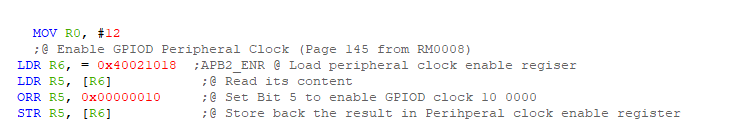 MOV R0, #12
;@ Enable GPIOD Peripheral Clock (Page 145 from RM0008)
LDR R6, = 0x40021018 ;APB2_ENR @ Load peripheral clock enable regiser
LDR R5, [R6] ;@ Read its content
ORR R5, 0x00000010 ;@ Set Bit 5 to enable GPIOD clock 10 0000
STR R5, [R6] ;@ Store back the result in Perihperal clock enable register